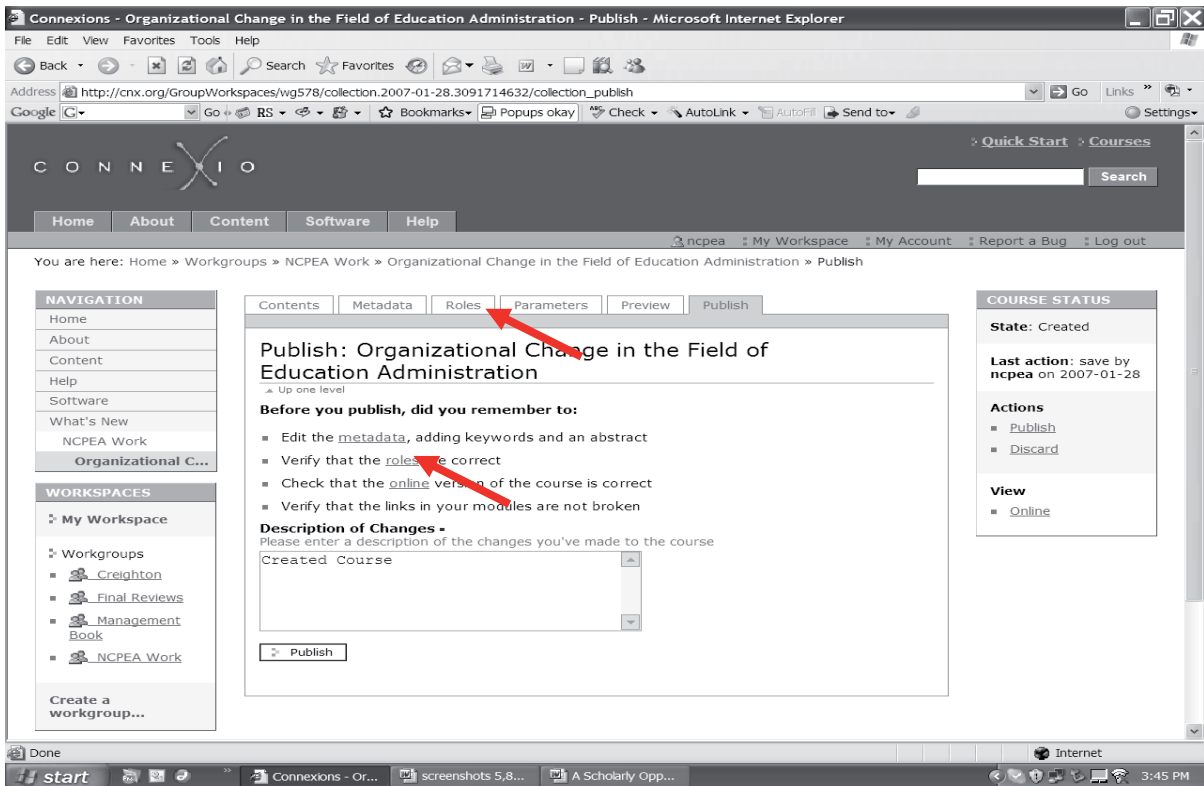 Connexions - Organizational Change in the Field of Education Administration - Publish - Microsoft Internet Explorer
File Edit View Favorites Tools Help
Back Search Favorites
Address http://cnx.org/GroupWorkspaces/wg578/collection.2007-01-28.3091714632/collection_publish Go Links »
Google G Go RS Bookmarks Popups okay Check AutoLink AutoFill Send to Settings
Quick Start Courses
CONNEXIO
Search
Home About Content Software Help
ncpea My Workspace My Account Report a Bug Log out
You are here: Home » Workgroups » NCPEA Work » Organizational Change in the Field of Education Administration » Publish
NAVIGATION
Home
About
Content
Help
Software
What's New
NCPEA Work
Organizational C...
WORKSPACES
My Workspace
Workgroups
Creighton
Final Reviews
Management
Book
NCPEA Work
Create a
workgroup...
Contents Metadata Roles Parameters Preview Publish
Publish: Organizational Change in the Field of
Education Administration
Up one level
Before you publish, did you remember to:
Edit the metadata, adding keywords and an abstract
Verify that the roles are correct
Check that the online version of the course is correct
Verify that the links in your modules are not broken
Description of Changes -
Please enter a description of the changes you've made to the course
Created Course
Publish
COURSE STATUS
State: Created
Last action: save by
ncpea on 2007-01-28
Actions
Publish
Discard
View
Online
Done Internet
start » Connexions - Or... screenshots 5,8... A Scholarly Opp... 3:45 PM